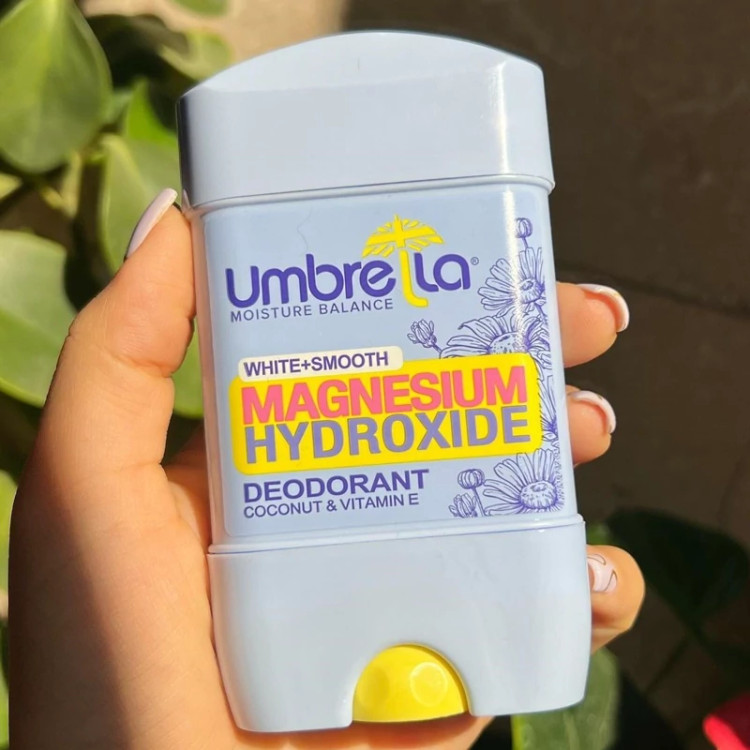 Umbrella®
MOISTURE BALANCE
WHITE+SMOOTH
MAGNESIUM
HYDROXIDE
DEODORANT
COCONUT & VITAMIN E